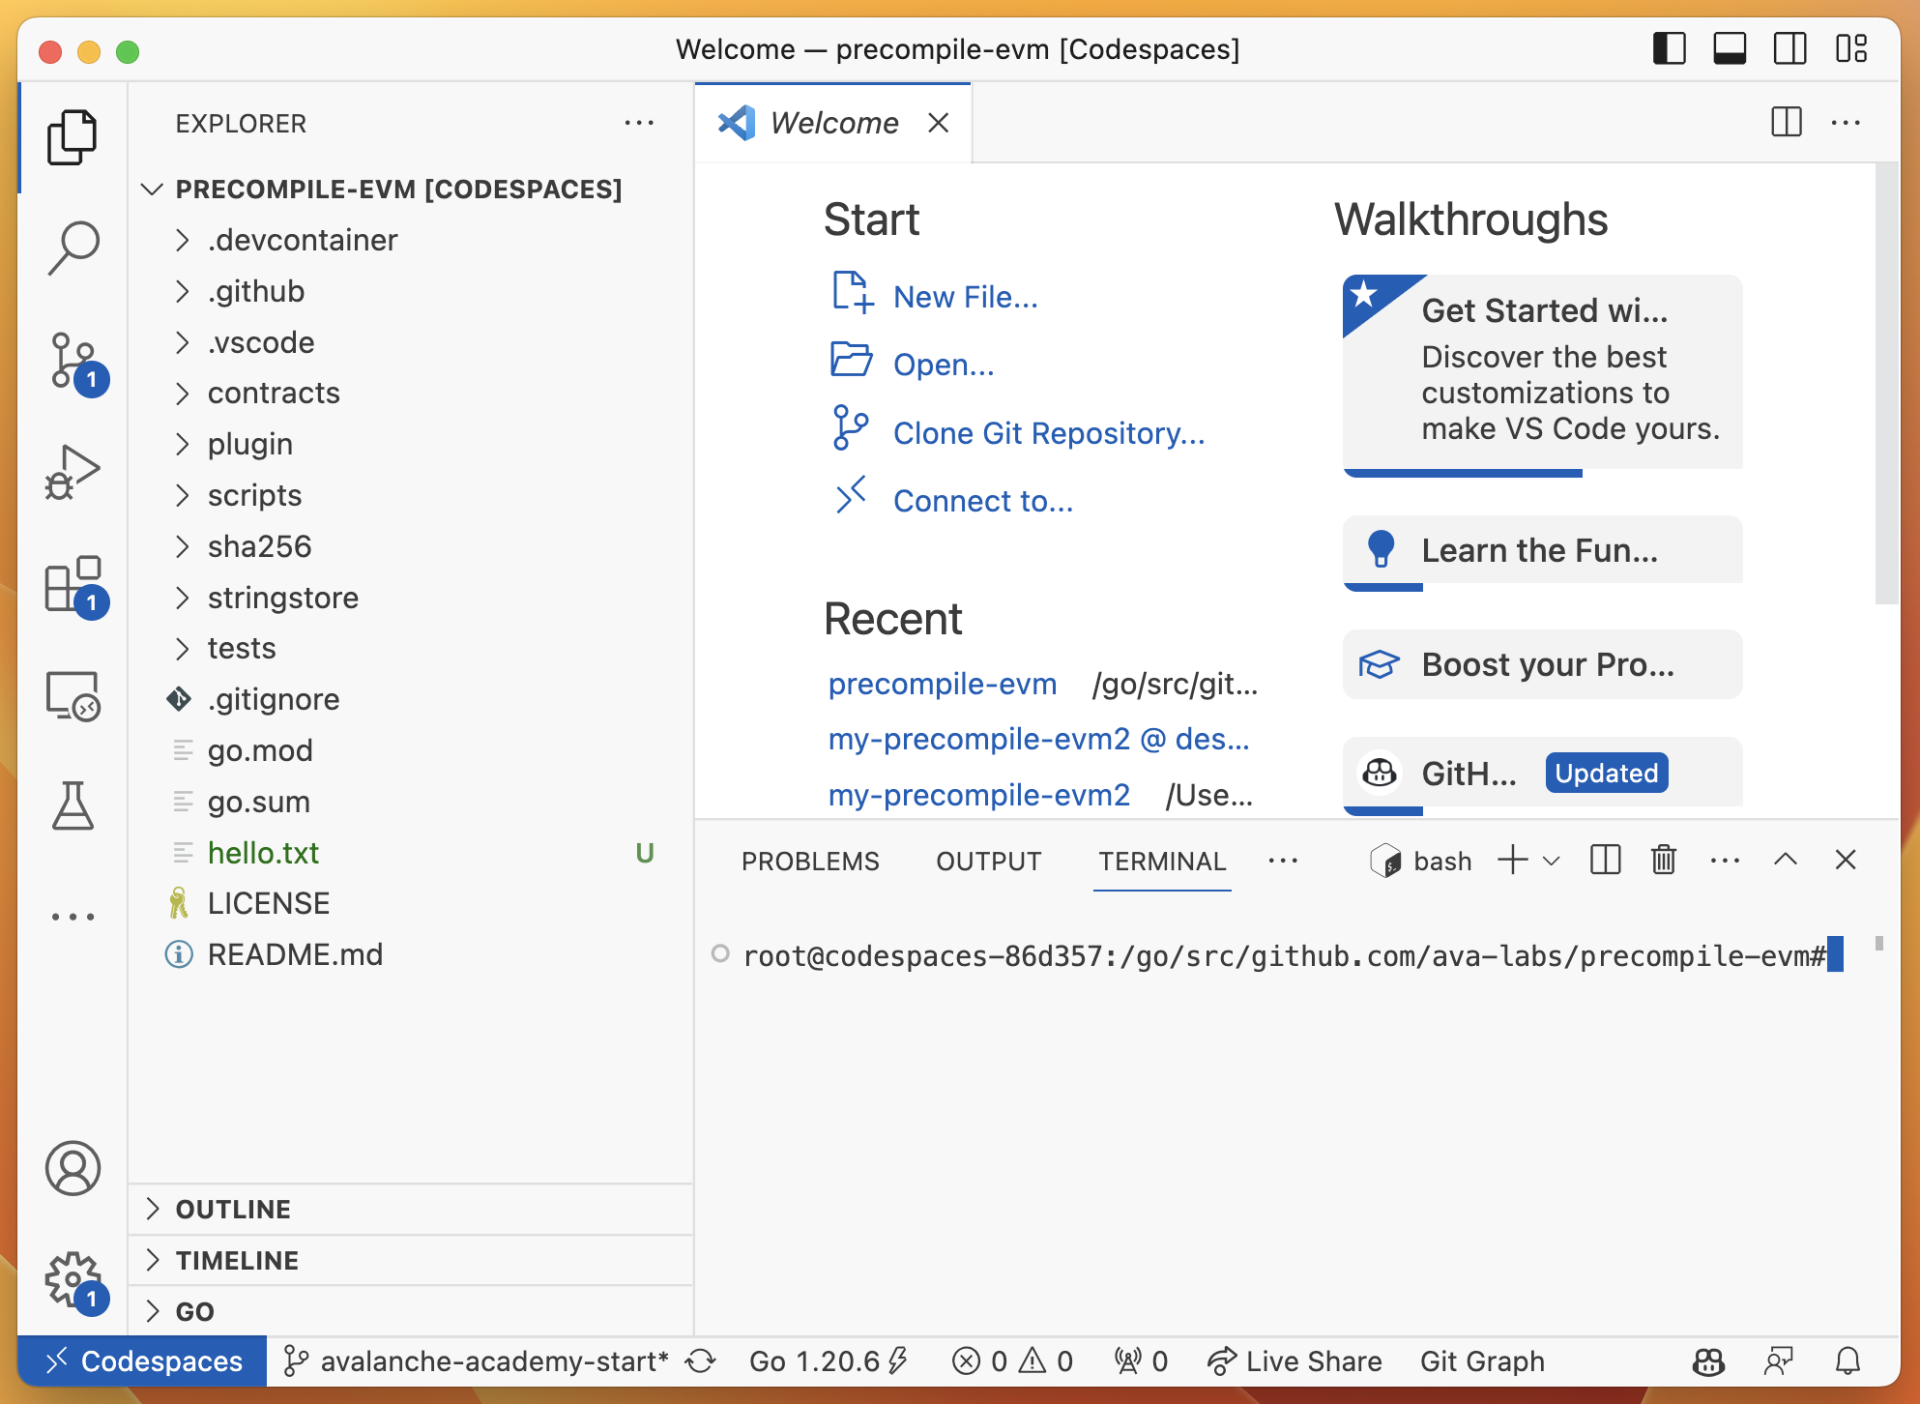 Welcome — precompile-evm [Codespaces]
EXPLORER
PRECOMPILE-EVM [CODESPACES]
.devcontainer
.github
.vscode
contracts
plugin
scripts
sha256
stringstore
tests
.gitignore
go.mod
go.sum
hello.txt U
LICENSE
README.md
OUTLINE
TIMELINE
GO
1
1
1
Welcome
Start
New File...
Open...
Clone Git Repository...
Connect to...
Recent
precompile-evm /go/src/git...
my-precompile-evm2 @ des...
my-precompile-evm2 /Use...
Walkthroughs
Get Started wi...
Discover the best
customizations to
make VS Code yours.
Learn the Fun...
Boost your Pro...
GitH... Updated
PROBLEMS OUTPUT TERMINAL bash
root@codespaces-86d357:/go/src/github.com/ava-labs/precompile-evm#
Codespaces avalanche-academy-start* Go 1.20.6 0 0 0 Live Share Git Graph